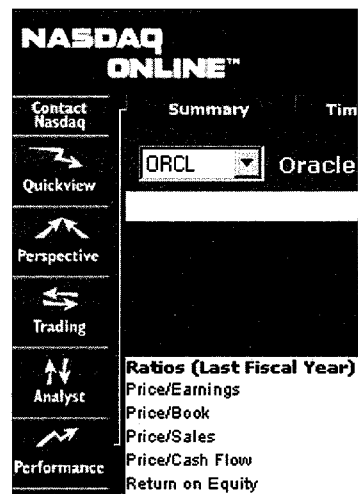 NASDAQ
ONLINE™
Contact
Nasdaq
Summary
Tim
ORCL
Oracle
Quickview
Perspective
Trading
Analyst
Performance
Ratios (Last Fiscal Year)
Price/Earnings
Price/Book
Price/Sales
Price/Cash Flow
Return on Equity